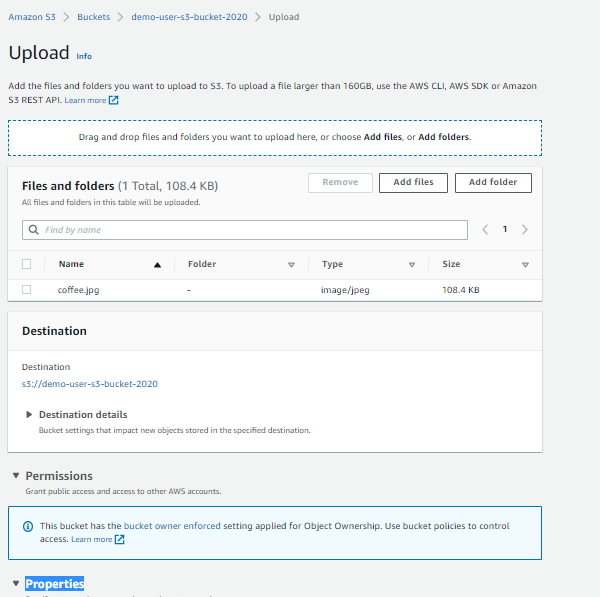 Amazon S3 > Buckets > demo-user-s3-bucket-2020 > Upload
Upload Info
Add the files and folders you want to upload to S3. To upload a file larger than 160GB, use the AWS CLI, AWS SDK or Amazon
S3 REST API. Learn more
Drag and drop files and folders you want to upload here, or choose Add files, or Add folders.
Files and folders (1 Total, 108.4 KB)
All files and folders in this table will be uploaded.
Remove
Add files
Add folder
Find by name
1
Name Folder Type Size
coffee.jpg - image/jpeg 108.4 KB
Destination
Destination
s3://demo-user-s3-bucket-2020
Destination details
Bucket settings that impact new objects stored in the specified destination.
Permissions
Grant public access and access to other AWS accounts.
This bucket has the bucket owner enforced setting applied for Object Ownership. Use bucket policies to control
access. Learn more
Properties